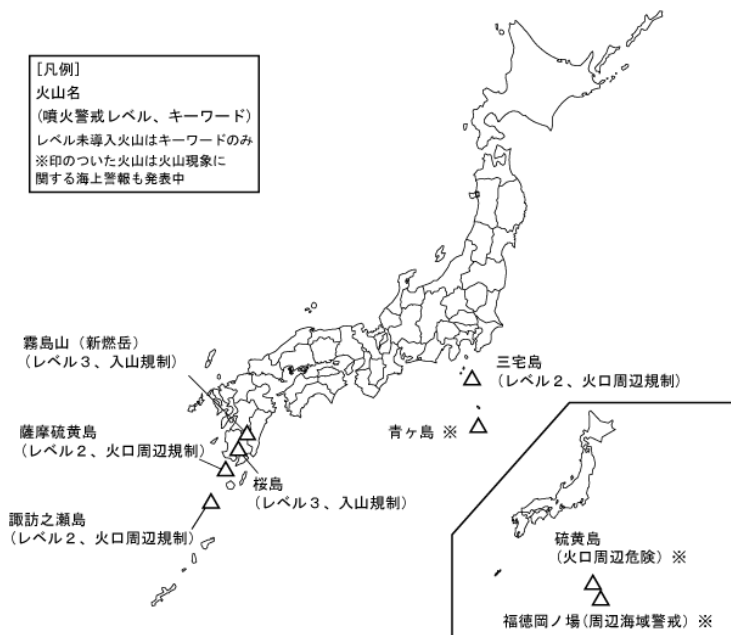 [凡例]
火山名
(噴火警戒レベル、キーワード)
レベル未導入火山はキーワードのみ
※印のついた火山は火山現象に
関する海上警報も発表中
霧島山（新燃岳）
（レベル３、入山規制）
三宅島
（レベル２、火口周辺規制）
薩摩硫黄島
（レベル２、火口周辺規制）
青ヶ島 ※
桜島
（レベル３、入山規制）
諏訪之瀬島
（レベル２、火口周辺規制）
硫黄島
（火口周辺危険）※
福徳岡ノ場(周辺海域警戒）※